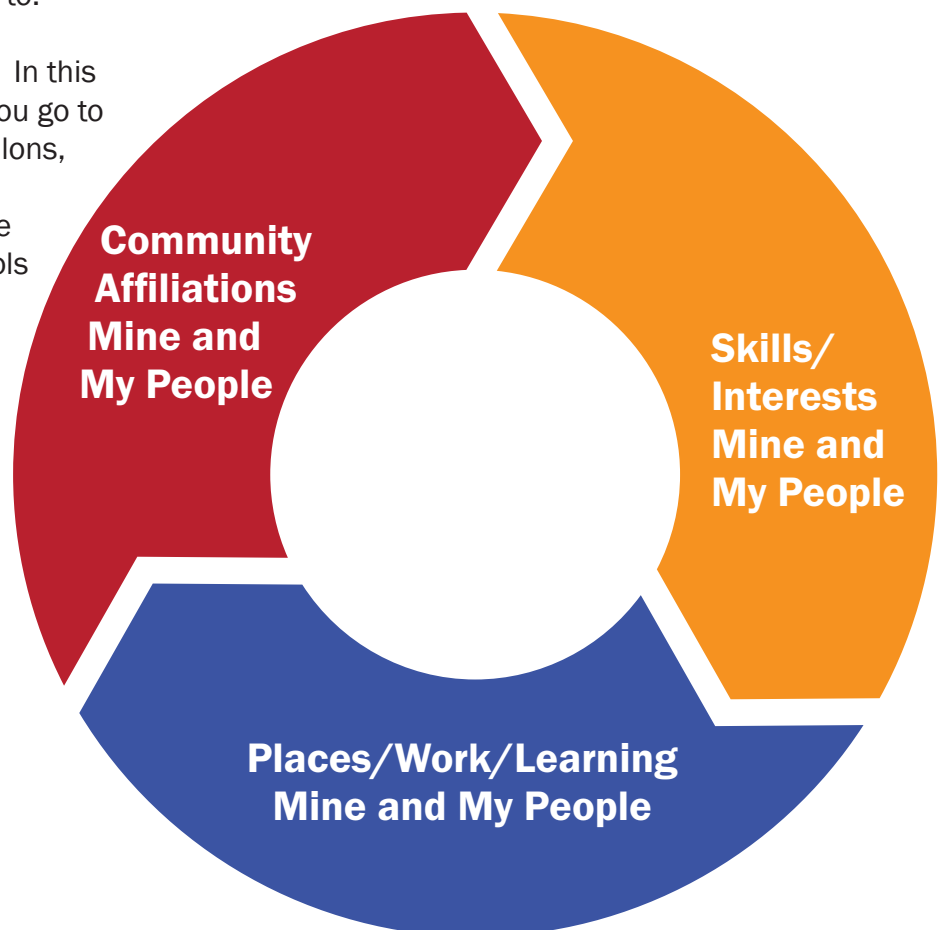 to.
In this
ou go to
lons,
e
ols
Community
Affiliations
Mine and
My People
Skills/
Interests
Mine and
My People
Places/Work/Learning
Mine and My People